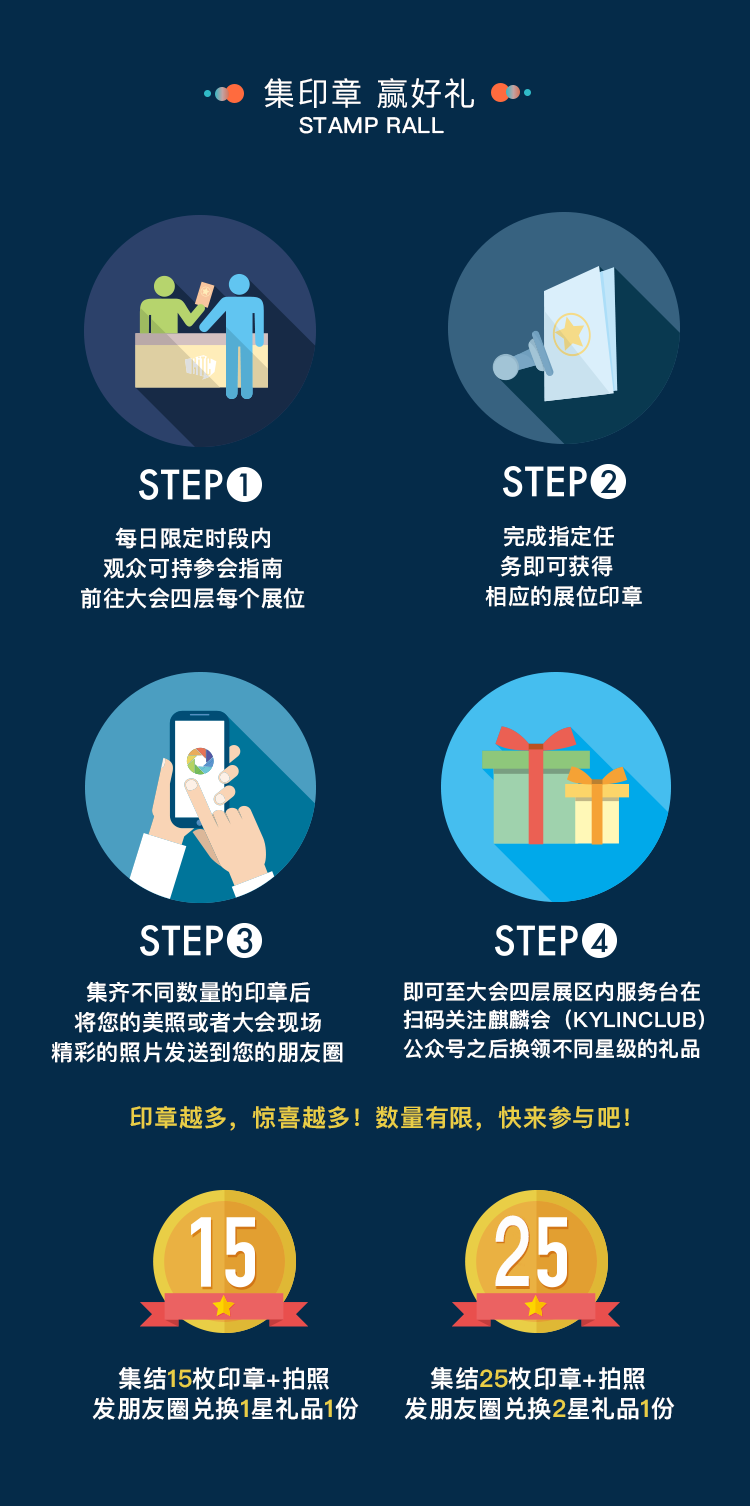 集印章 赢好礼
STAMP RALL
STEP1
每日限定时段内
观众可持参会指南
前往大会四层每个展位
STEP2
完成指定任
务即可获得
相应的展位印章
STEP3
集齐不同数量的印章后
将您的美照或者大会现场
精彩的照片发送到您的朋友圈
STEP4
即可至大会四层展区内服务台在
扫码关注麒麟会（KYLINCLUB）
公众号之后换领不同星级的礼品
印章越多，惊喜越多！数量有限，快来参与吧！
15
集结15枚印章+拍照
发朋友圈兑换1星礼品1份
25
集结25枚印章+拍照
发朋友圈兑换2星礼品1份